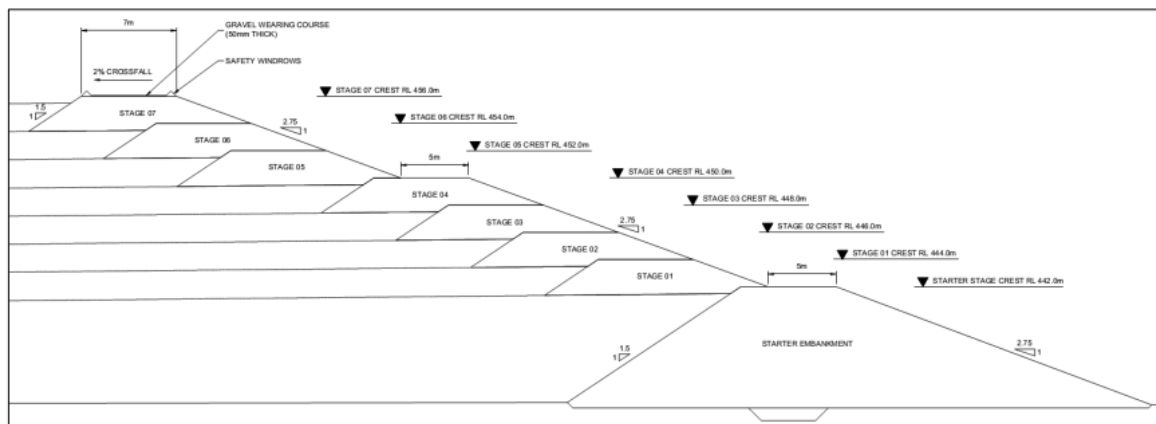 7m
GRAVEL WEARING COURSE
(50mm THICK)
SAFETY WINDROWS
2% CROSSFALL
1.5
1
STAGE 07
STAGE 07 CREST RL 456.0m
2.75
1
STAGE 06 CREST RL 454.0m
STAGE 06
STAGE 05 CREST RL 452.0m
5m
STAGE 05
STAGE 04 CREST RL 450.0m
STAGE 04
STAGE 03 CREST RL 448.0m
2.75
1
STAGE 03
STAGE 02 CREST RL 446.0m
STAGE 02
STAGE 01 CREST RL 444.0m
5m
STAGE 01
STARTER STAGE CREST RL 442.0m
1.5
1
STARTER EMBANKMENT
2.75
1